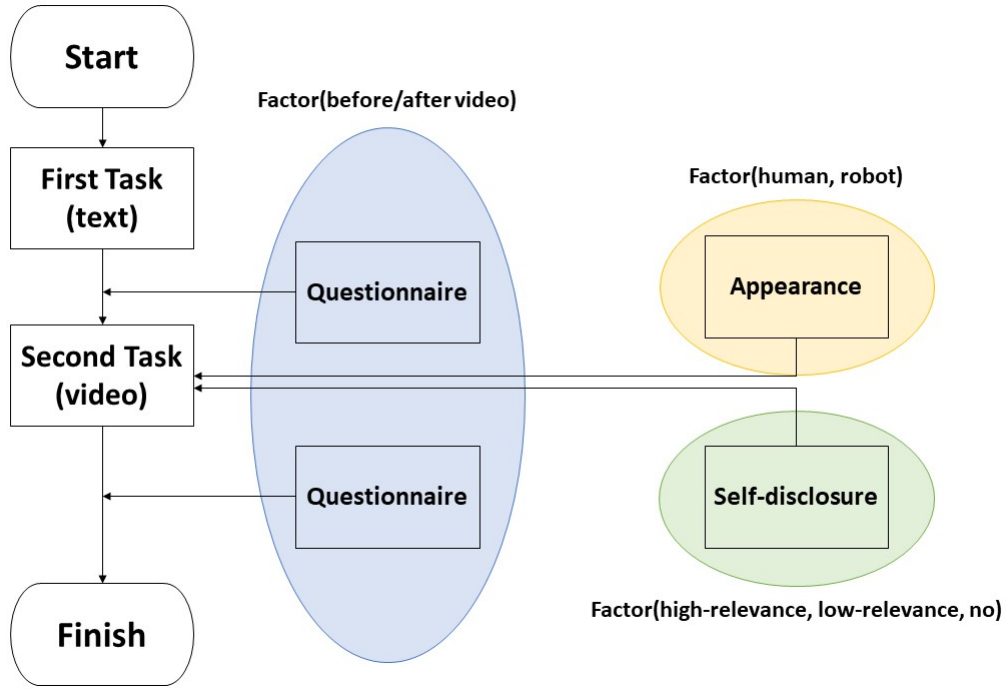 Start
Factor(before/after video)
First Task
(text)
Factor(human, robot)
Questionnaire
Appearance
Second Task
(video)
Questionnaire
Self-disclosure
Factor(high-relevance, low-relevance, no)
Finish